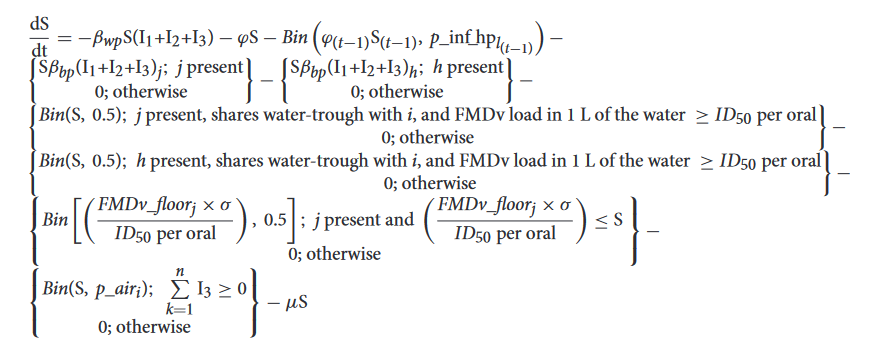 dS/dt = −β_wp S(I₁+I₂+I₃) − φS − Bin (φ_(t−1) S_(t−1), p_inf_hp_l_(t−1)) −
{Sβ_bp(I₁+I₂+I₃)_j; j present / 0; otherwise} − {Sβ_bp(I₁+I₂+I₃)_h; h present / 0; otherwise} −
{Bin(S, 0.5); j present, shares water-trough with i, and FMDv load in 1 L of the water ≥ ID₅₀ per oral / 0; otherwise} −
{Bin(S, 0.5); h present, shares water-trough with i, and FMDv load in 1 L of the water ≥ ID₅₀ per oral / 0; otherwise} −
{Bin [(FMDv_floor_j × σ / ID₅₀ per oral), 0.5]; j present and (FMDv_floor_j × σ / ID₅₀ per oral) ≤ S / 0; otherwise} −
{Bin(S, p_air_i); ∑_{k=1}^{n} I₃ ≥ 0 / 0; otherwise} − μS